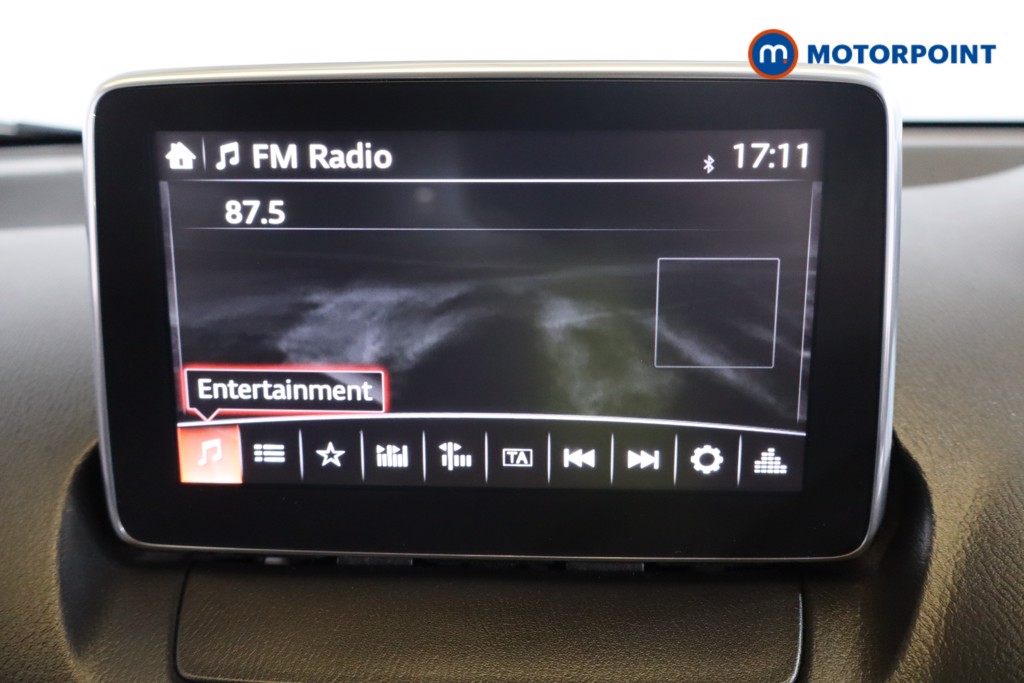 m MOTORPOINT
FM Radio 17:11
87.5
Entertainment
TA